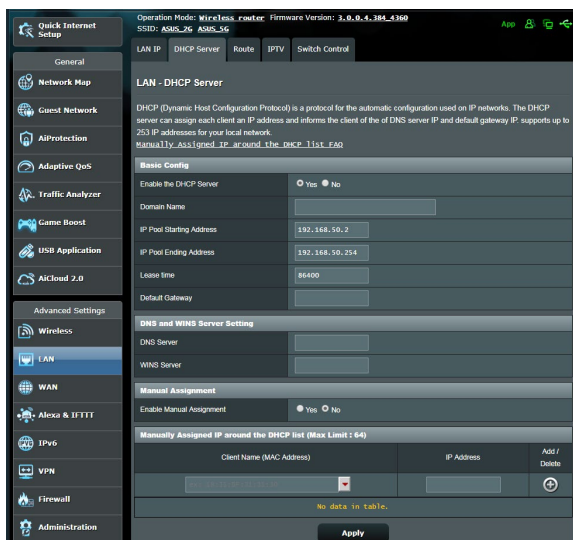 Quick Internet
Setup
General
Network Map
Guest Network
AiProtection
Adaptive QoS
Traffic Analyzer
Game Boost
USB Application
AiCloud 2.0
Advanced Settings
Wireless
LAN
WAN
Alexa & IFTTT
IPv6
VPN
Firewall
Administration
Operation Mode: Wireless router Firmware Version: 3.0.0.4.384_4360
SSID: ASUS_2G ASUS_5G
App
LAN IP DHCP Server Route IPTV Switch Control
LAN - DHCP Server
DHCP (Dynamic Host Configuration Protocol) is a protocol for the automatic configuration used on IP networks. The DHCP
server can assign each client an IP address and informs the client of the of DNS server IP and default gateway IP. supports up to
253 IP addresses for your local network.
Manually Assigned IP around the DHCP list FAQ
Basic Config
Enable the DHCP Server Yes No
Domain Name
IP Pool Starting Address 192.168.50.2
IP Pool Ending Address 192.168.50.254
Lease time 86400
Default Gateway
DNS and WINS Server Setting
DNS Server
WINS Server
Manual Assignment
Enable Manual Assignment Yes No
Manually Assigned IP around the DHCP list (Max Limit : 64)
Client Name (MAC Address) IP Address Add /
Delete
No data in table.
Apply